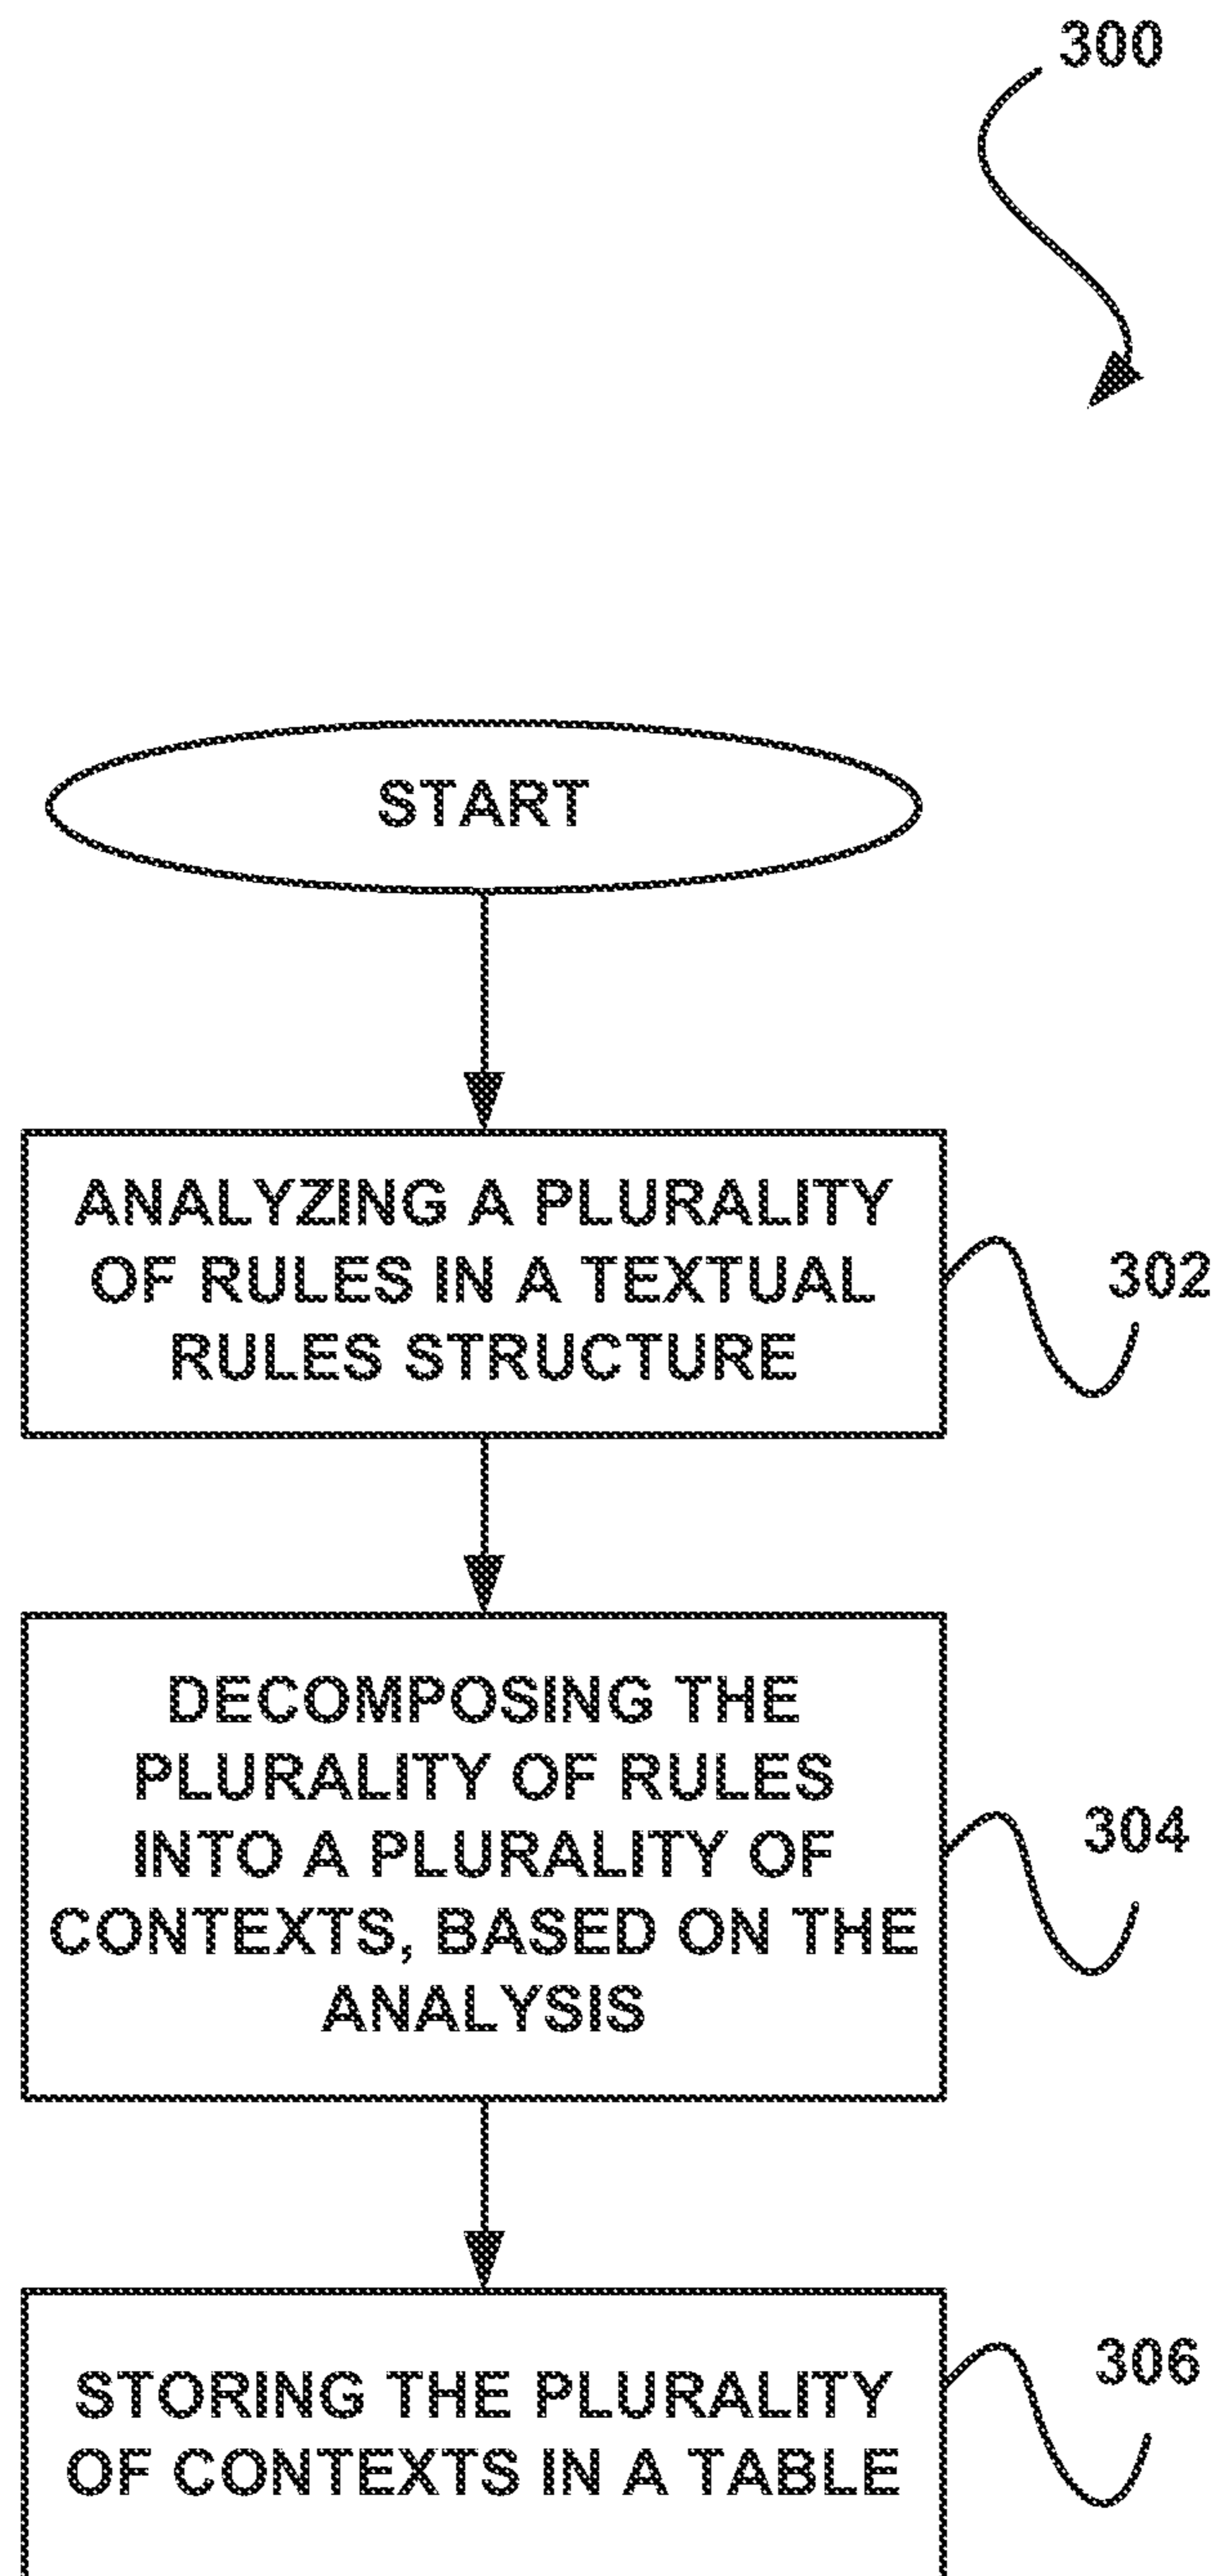 300
START
ANALYZING A PLURALITY
OF RULES IN A TEXTUAL
RULES STRUCTURE
302
DECOMPOSING THE
PLURALITY OF RULES
INTO A PLURALITY OF
CONTEXTS, BASED ON THE
ANALYSIS
304
STORING THE PLURALITY
OF CONTEXTS IN A TABLE
306